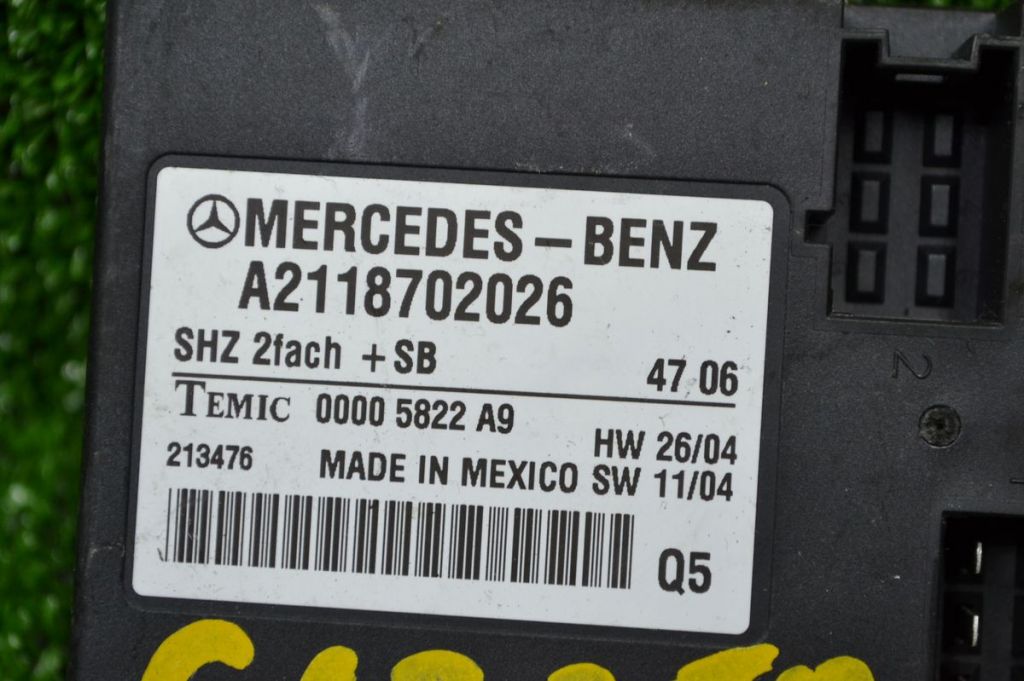 MERCEDES - BENZ
A2118702026
SHZ 2fach + SB 47 06
TEMIC 0000 5822 A9
HW 26/04
213476 MADE IN MEXICO SW 11/04
Q5
2